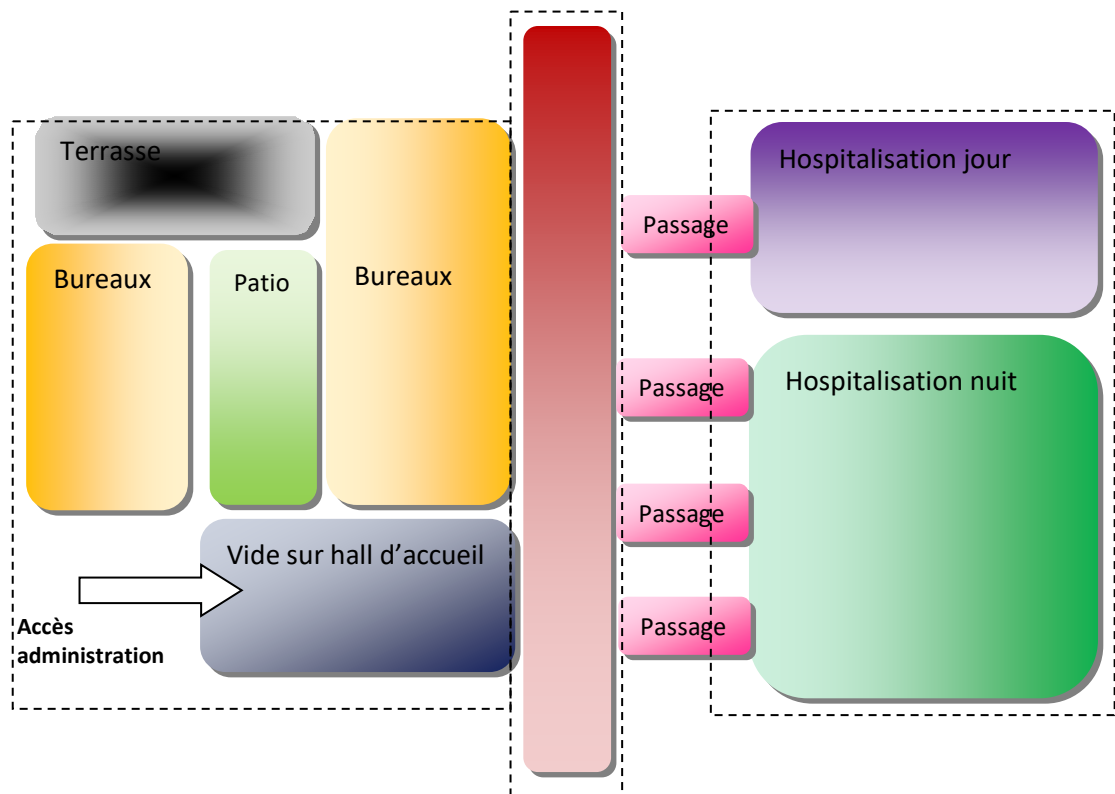 Terrasse
Bureaux
Patio
Bureaux
Vide sur hall d’accueil
Accès
administration
Passage
Passage
Passage
Passage
Hospitalisation jour
Hospitalisation nuit